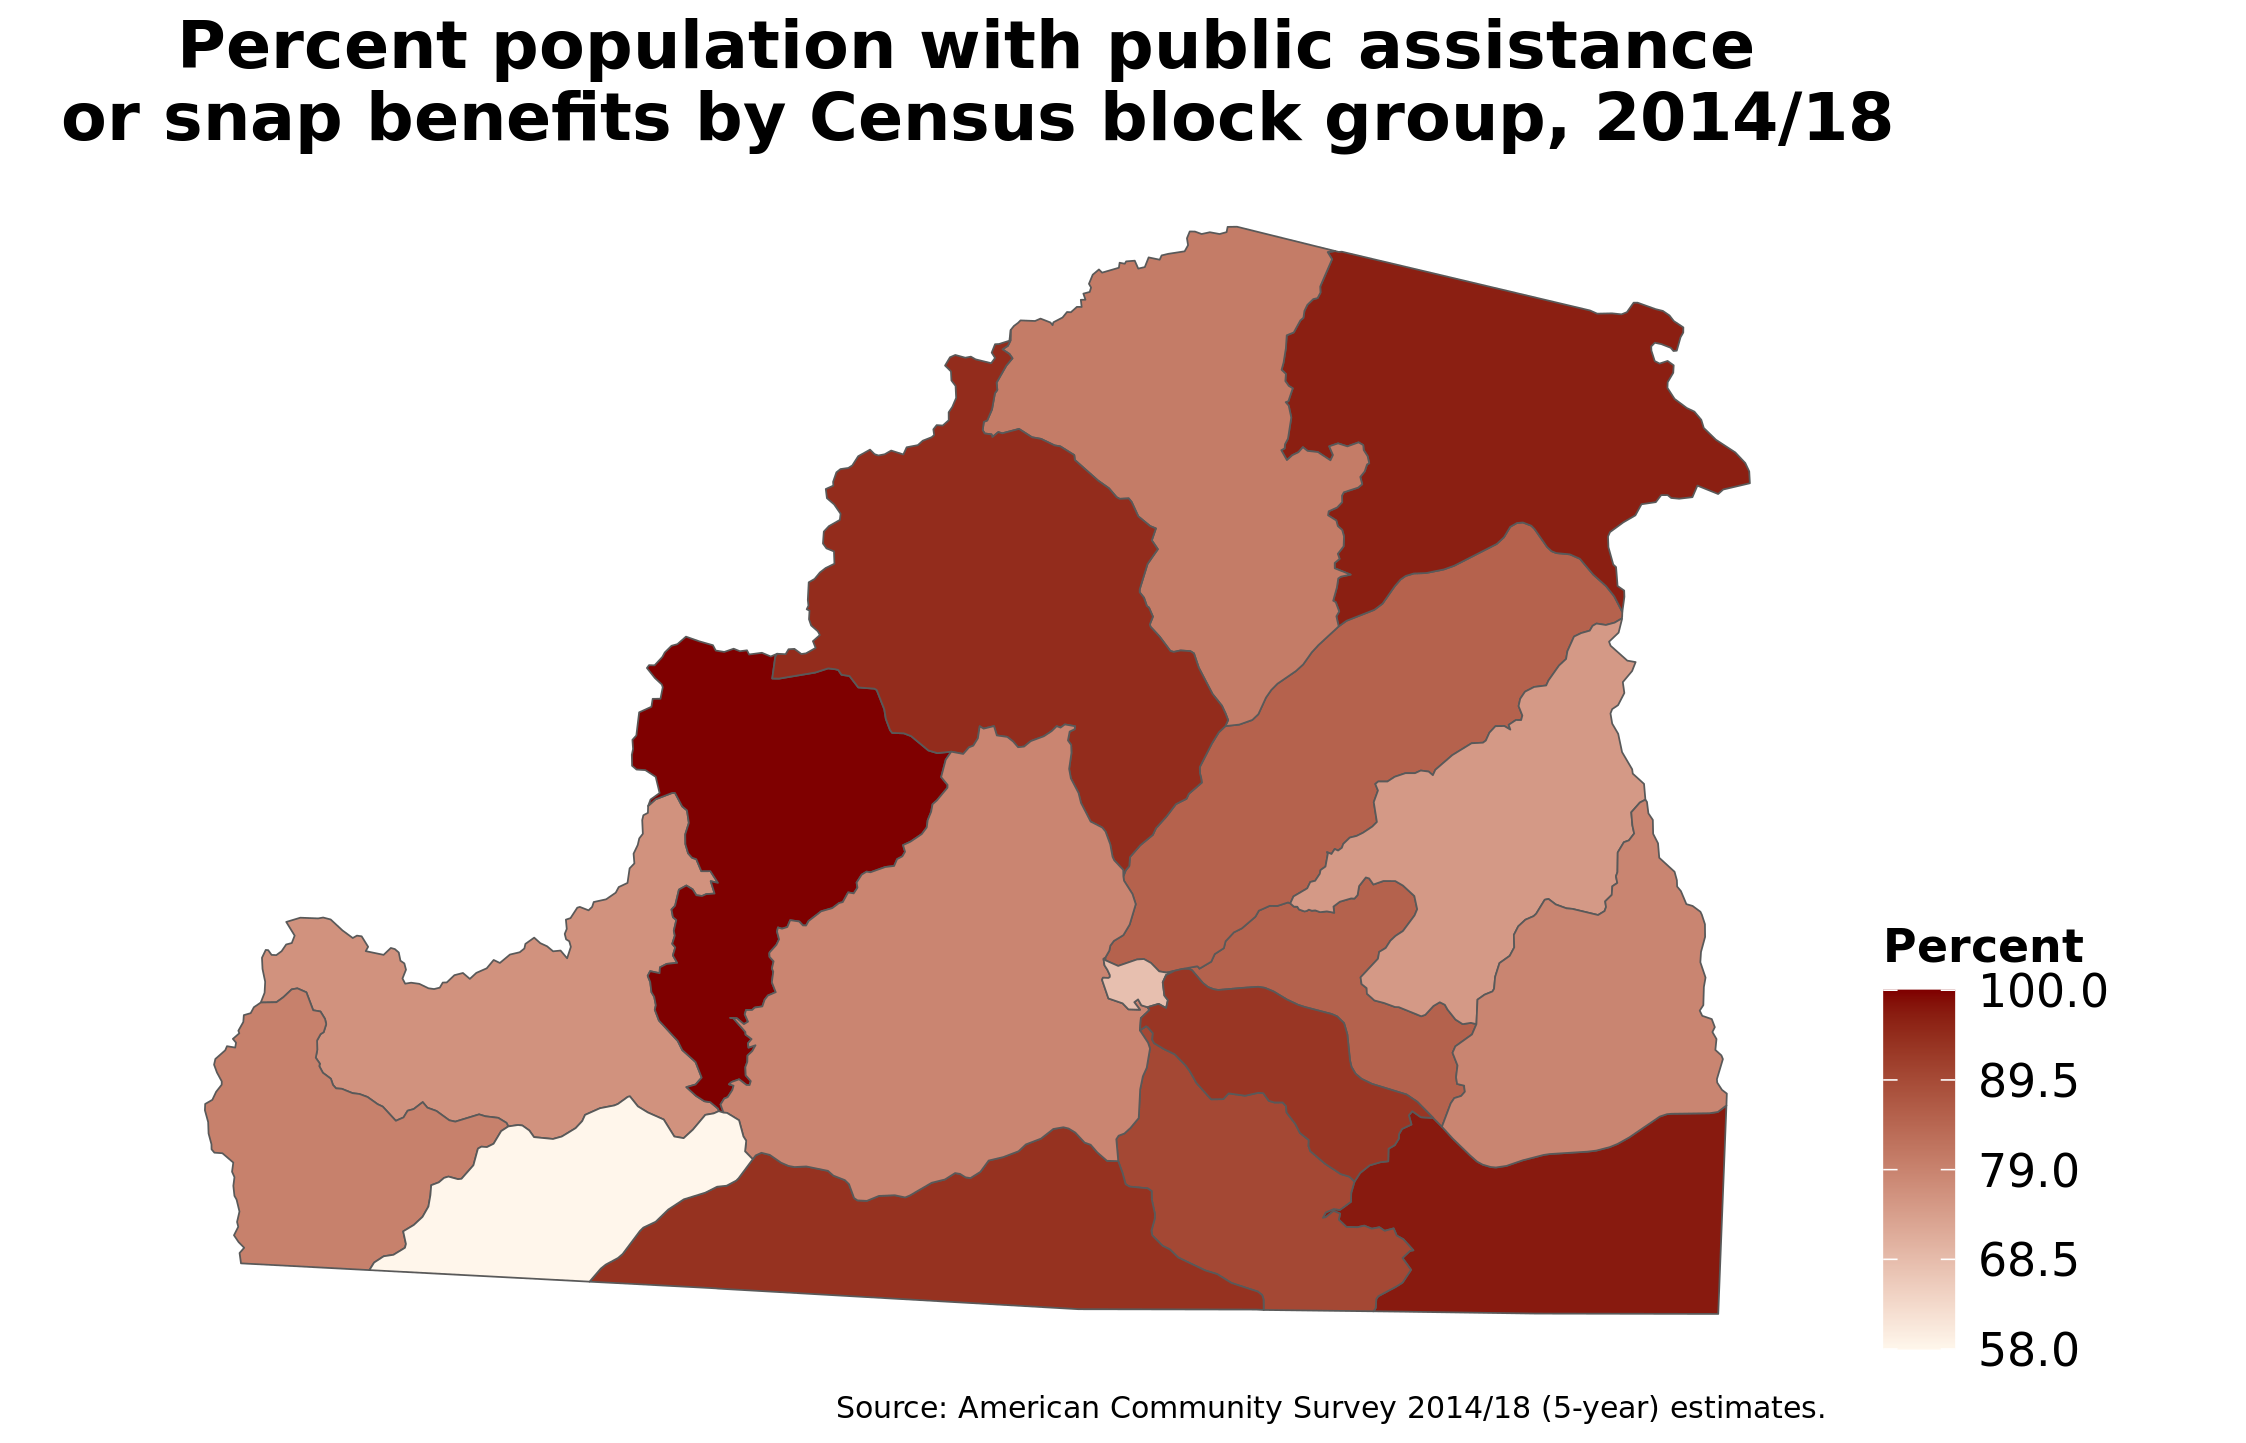 Percent population with public assistance
or snap benefits by Census block group, 2014/18
Percent
100.0
89.5
79.0
68.5
58.0
Source: American Community Survey 2014/18 (5-year) estimates.